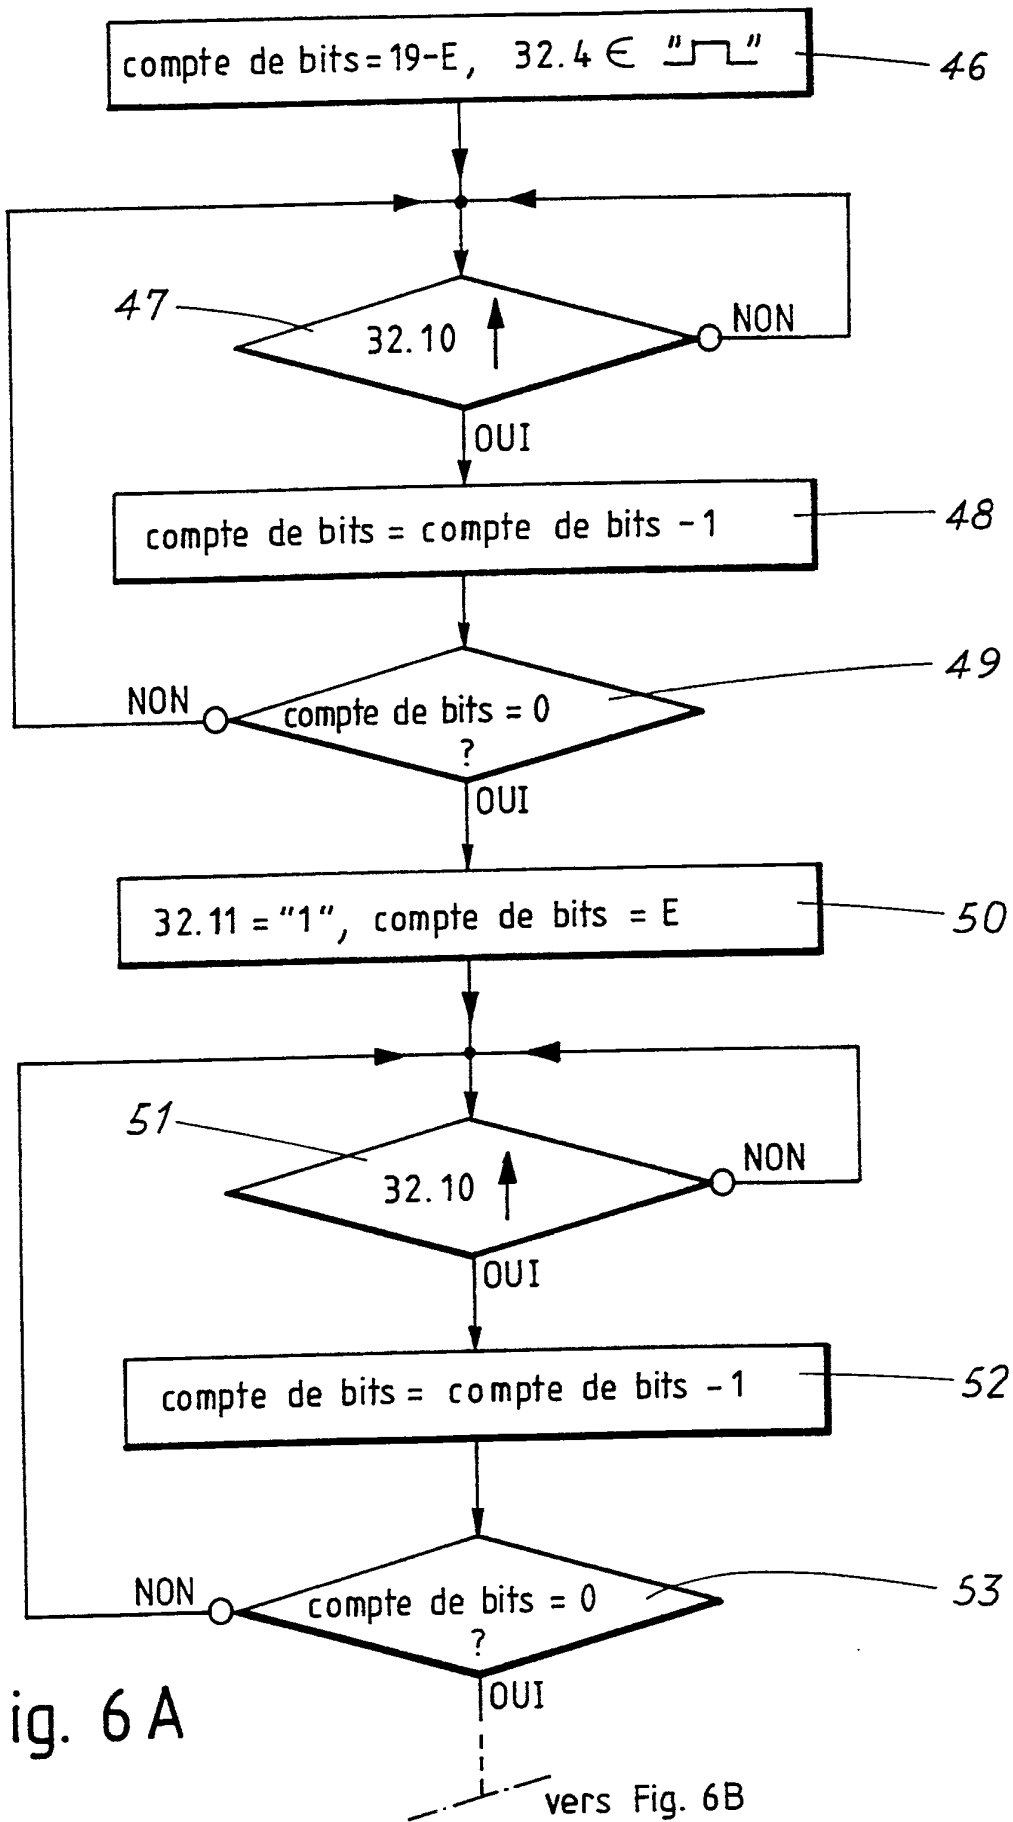 compte de bits = 19-E, 32.4 ∈ " "
46
47
32.10
NON
OUI
compte de bits = compte de bits - 1
48
49
NON
compte de bits = 0
?
OUI
32.11 = "1", compte de bits = E
50
51
32.10
NON
OUI
compte de bits = compte de bits - 1
52
NON
compte de bits = 0
?
53
OUI
ig. 6 A
vers Fig. 6B